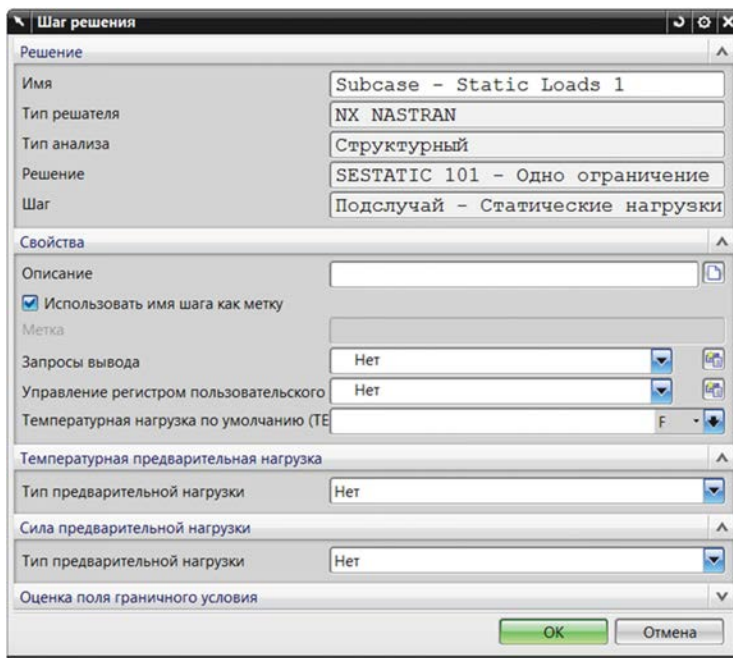 Шаг решения
Решение
Имя Subcase - Static Loads 1
Тип решателя NX NASTRAN
Тип анализа Структурный
Решение SESTATIC 101 - Одно ограничение
Шаг Подслучай - Статические нагрузки
Свойства
Описание
Использовать имя шага как метку
Метка
Запросы вывода Нет
Управление регистром пользовательского Нет
Температурная нагрузка по умолчанию (TE F
Температурная предварительная нагрузка
Тип предварительной нагрузки Нет
Сила предварительной нагрузки
Тип предварительной нагрузки Нет
Оценка поля граничного условия
ОК Отмена